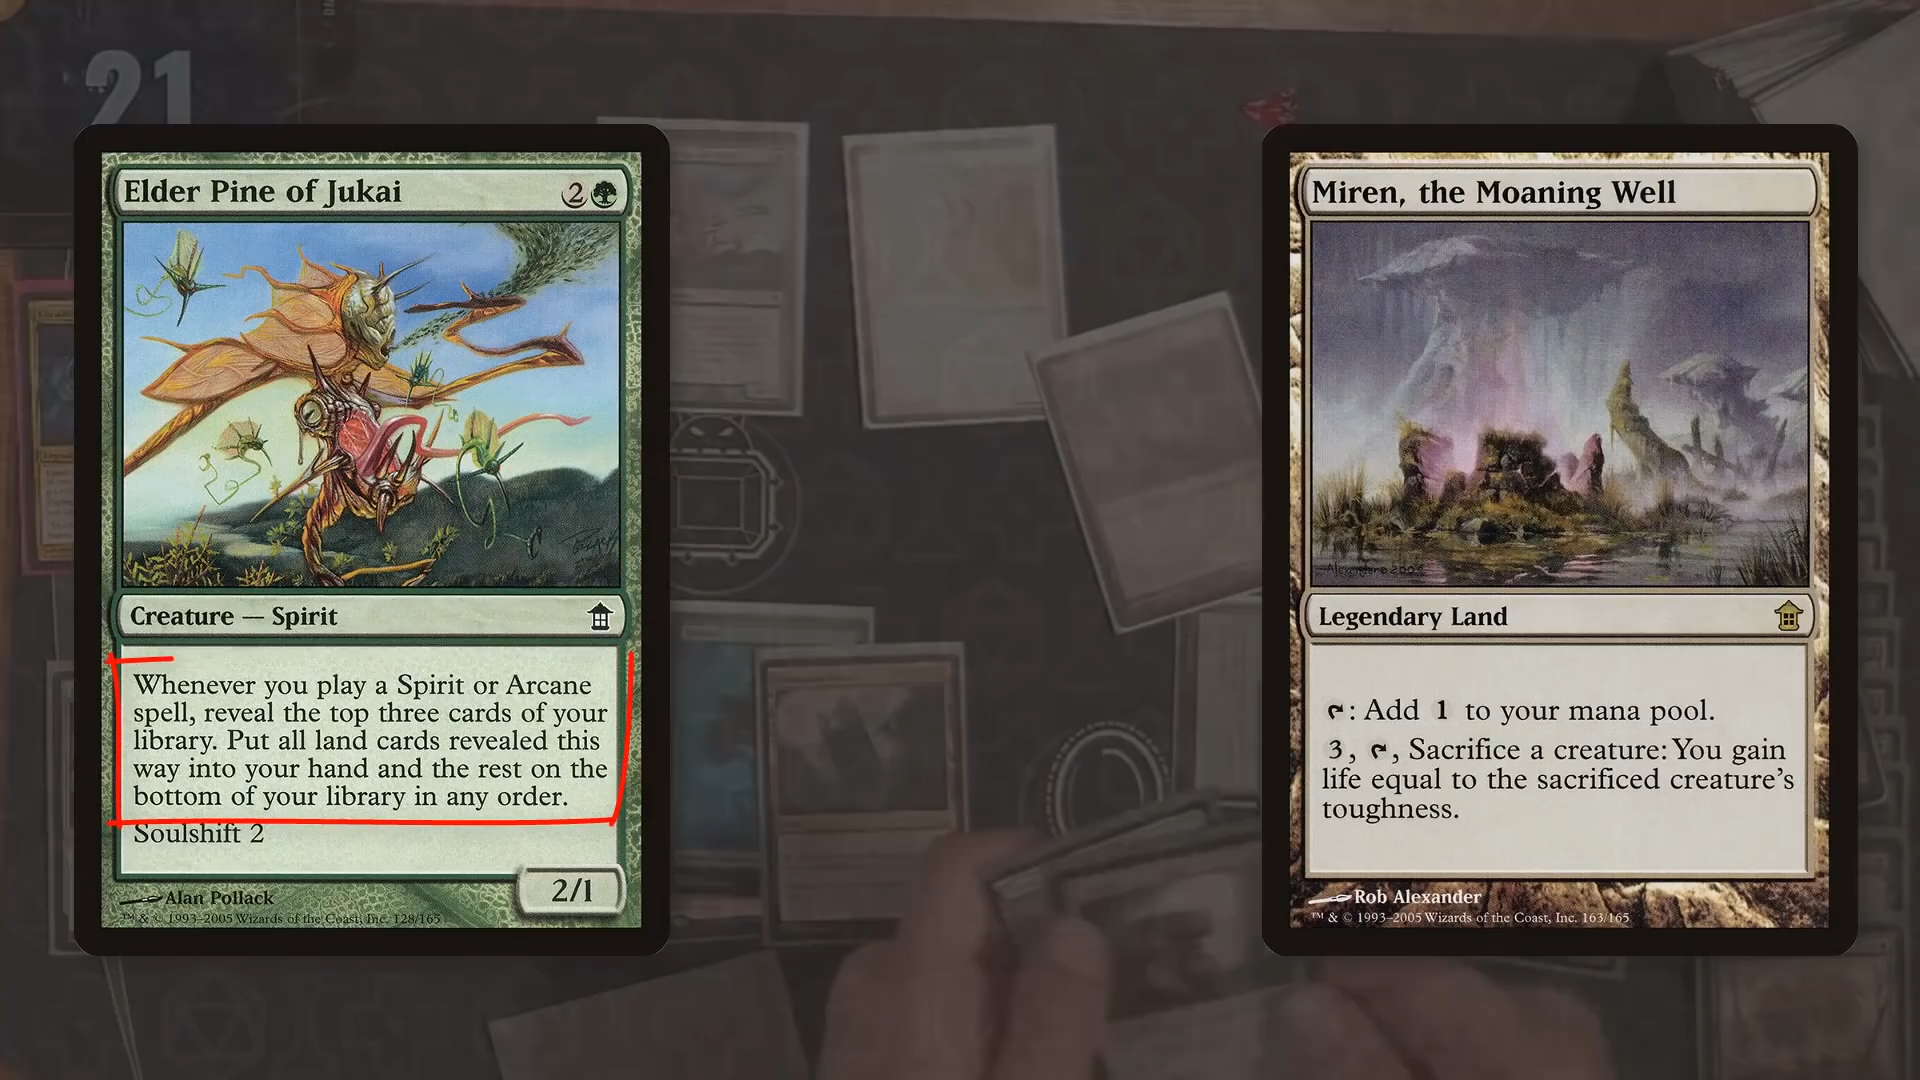 21
Elder Pine of Jukai
2
Creature — Spirit
Whenever you play a Spirit or Arcane
spell, reveal the top three cards of your
library. Put all land cards revealed this
way into your hand and the rest on the
bottom of your library in any order.
Soulshift 2
2/1
Alan Pollack
™ & © 1993–2005 Wizards of the Coast, Inc. 128/165
Miren, the Moaning Well
Legendary Land
: Add 1 to your mana pool.
3, , Sacrifice a creature: You gain
life equal to the sacrificed creature's
toughness.
Rob Alexander
™ & © 1993–2005 Wizards of the Coast, Inc. 163/165